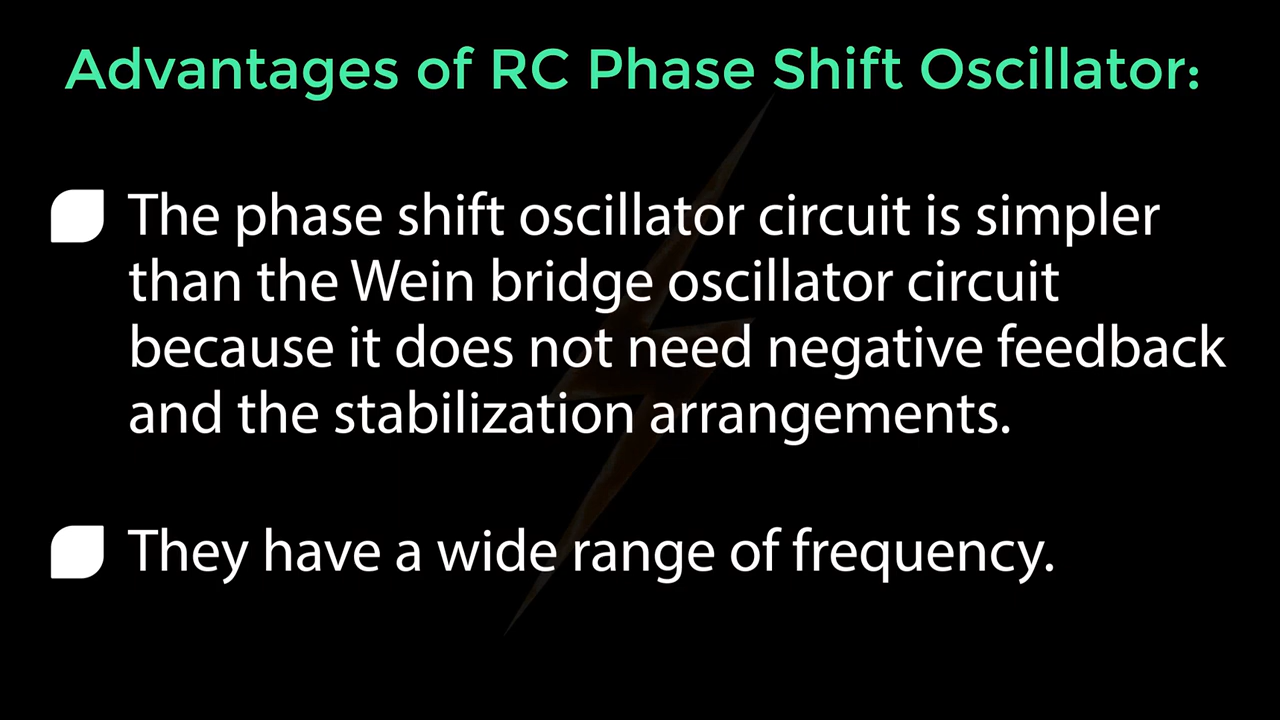 Advantages of RC Phase Shift Oscillator:
The phase shift oscillator circuit is simpler
than the Wein bridge oscillator circuit
because it does not need negative feedback
and the stabilization arrangements.
They have a wide range of frequency.